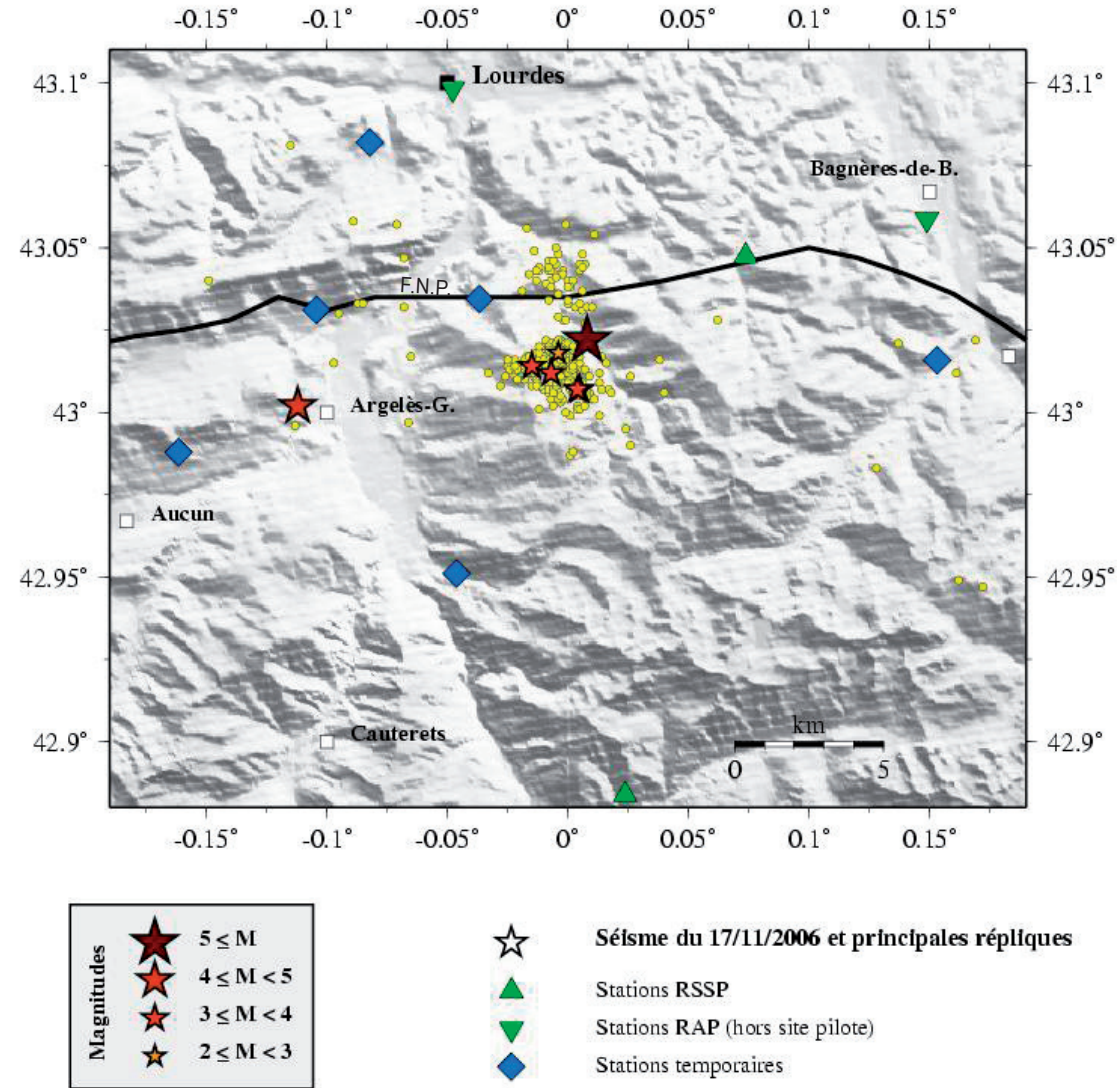 -0.15° -0.1° -0.05° 0° 0.05° 0.1° 0.15°
43.1° Lourdes 43.1°
Bagnères-de-B.
43.05° 43.05°
F.N.P.
43° Argelès-G. 43°
Aucun
42.95° 42.95°
km
42.9° Cauterets 42.9°
0 5
-0.15° -0.1° -0.05° 0° 0.05° 0.1° 0.15°
Magnitudes
5 ≤ M
4 ≤ M < 5
3 ≤ M < 4
2 ≤ M < 3
Séisme du 17/11/2006 et principales répliques
Stations RSSP
Stations RAP (hors site pilote)
Stations temporaires